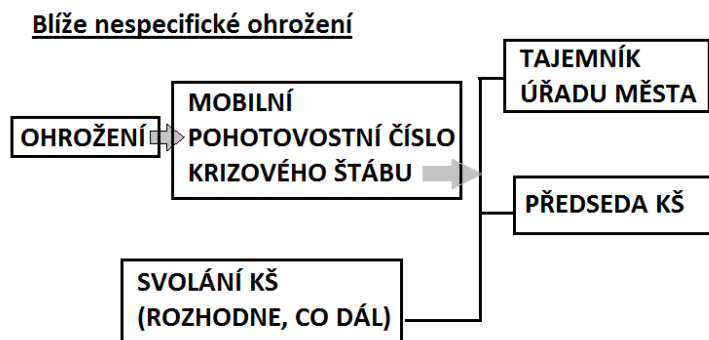 Blíže nespecifické ohrožení
OHROŽENÍ
MOBILNÍ
POHOTOVOSTNÍ ČÍSLO
KRIZOVÉHO ŠTÁBU
TAJEMNÍK
ÚŘADU MĚSTA
PŘEDSEDA KŠ
SVOLÁNÍ KŠ
(ROZHODNE, CO DÁL)